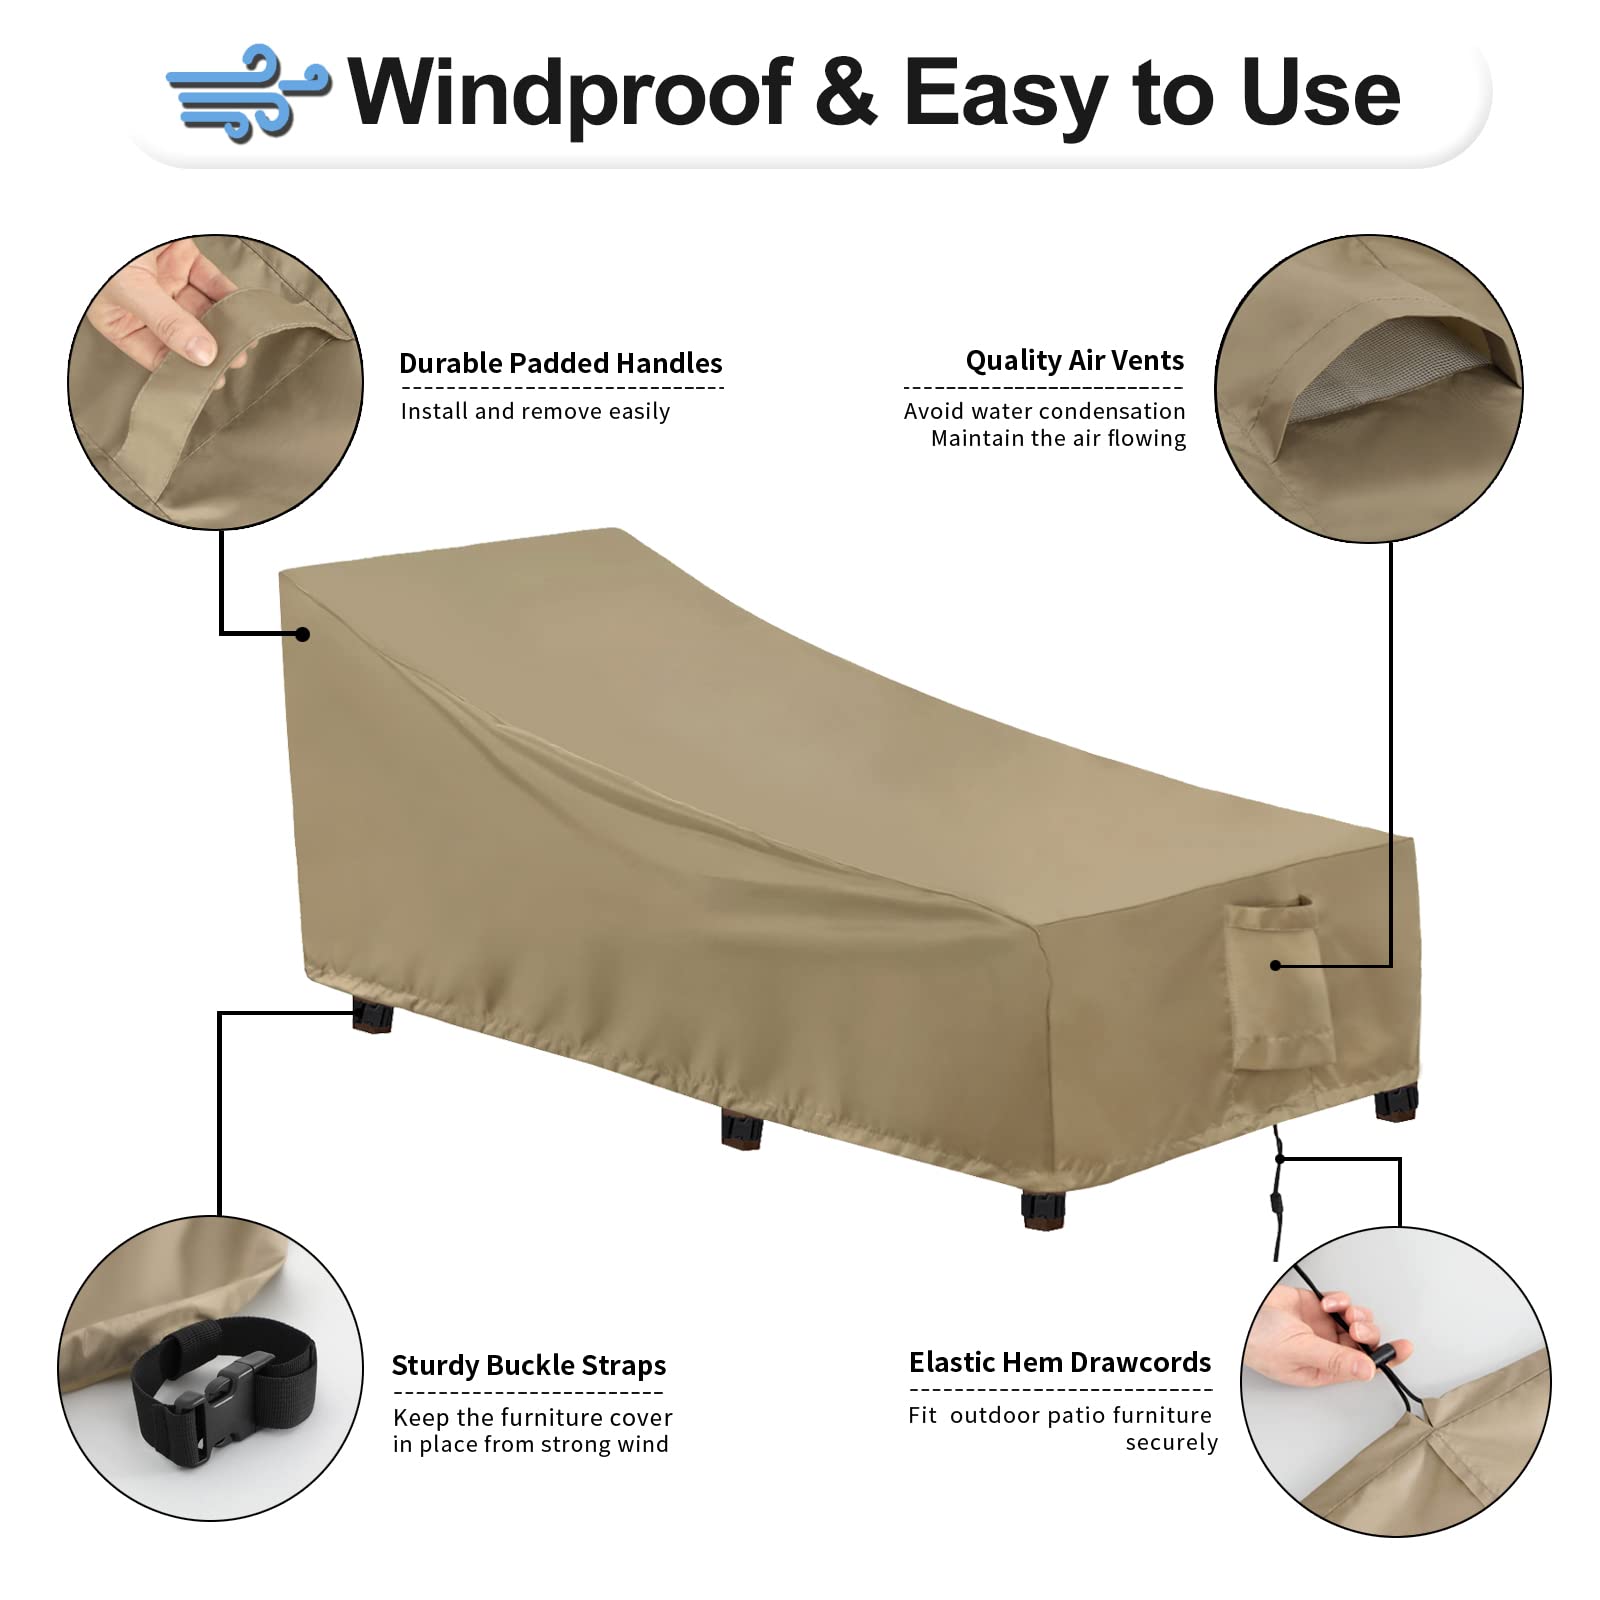 Windproof & Easy to Use
Durable Padded Handles
Install and remove easily
Quality Air Vents
Avoid water condensation
Maintain the air flowing
Sturdy Buckle Straps
Keep the furniture cover
in place from strong wind
Elastic Hem Drawcords
Fit outdoor patio furniture
securely